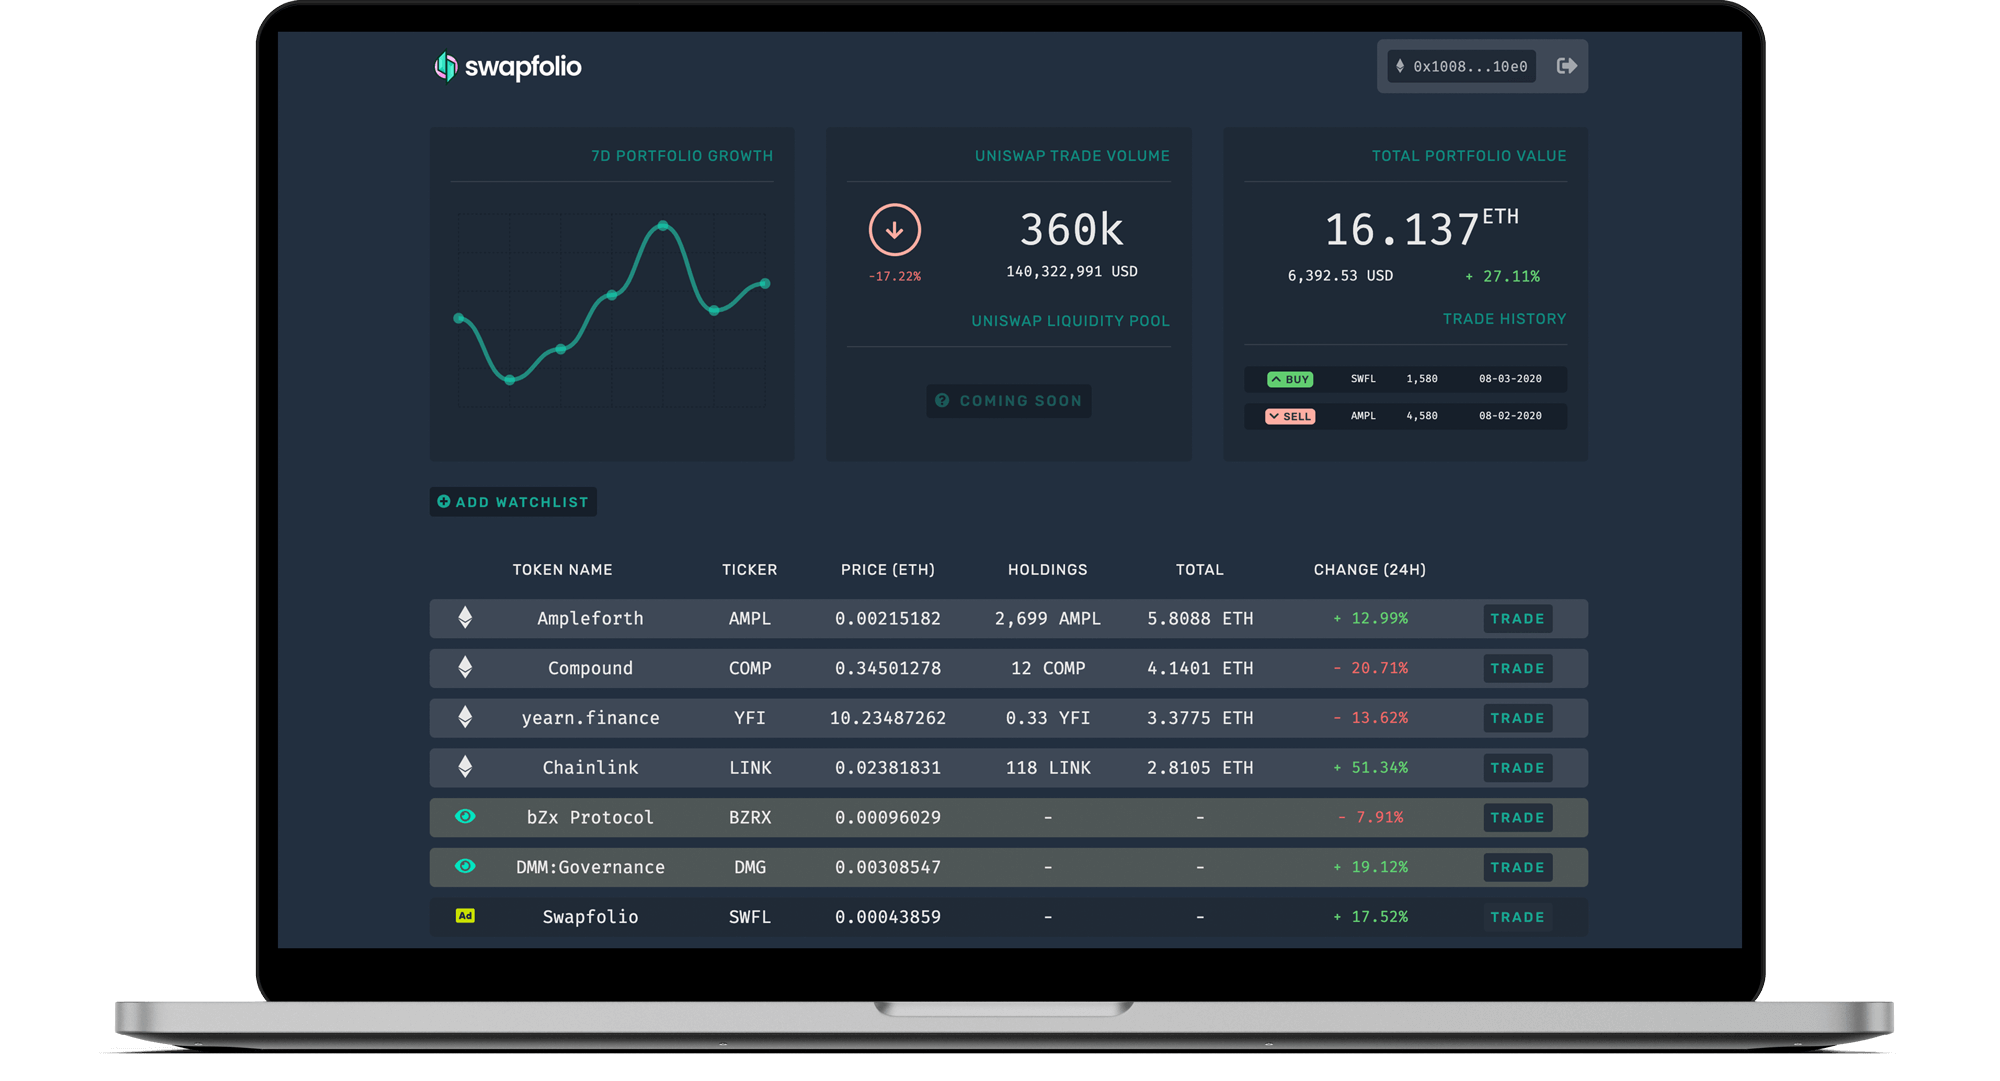 swapfolio
0x1008...10e0
7D PORTFOLIO GROWTH
UNISWAP TRADE VOLUME
360k
-17.22%
140,322,991 USD
UNISWAP LIQUIDITY POOL
COMING SOON
TOTAL PORTFOLIO VALUE
16.137 ETH
6,392.53 USD + 27.11%
TRADE HISTORY
BUY SWFL 1,580 08-03-2020
SELL AMPL 4,580 08-02-2020
ADD WATCHLIST
TOKEN NAME TICKER PRICE (ETH) HOLDINGS TOTAL CHANGE (24H)
Ampleforth AMPL 0.00215182 2,699 AMPL 5.8088 ETH + 12.99% TRADE
Compound COMP 0.34501278 12 COMP 4.1401 ETH - 20.71% TRADE
yearn.finance YFI 10.23487262 0.33 YFI 3.3775 ETH - 13.62% TRADE
Chainlink LINK 0.02381831 118 LINK 2.8105 ETH + 51.34% TRADE
bZx Protocol BZRX 0.00096029 - - - 7.91% TRADE
DMM:Governance DMG 0.00308547 - - + 19.12% TRADE
Ad Swapfolio SWFL 0.00043859 - - + 17.52% TRADE